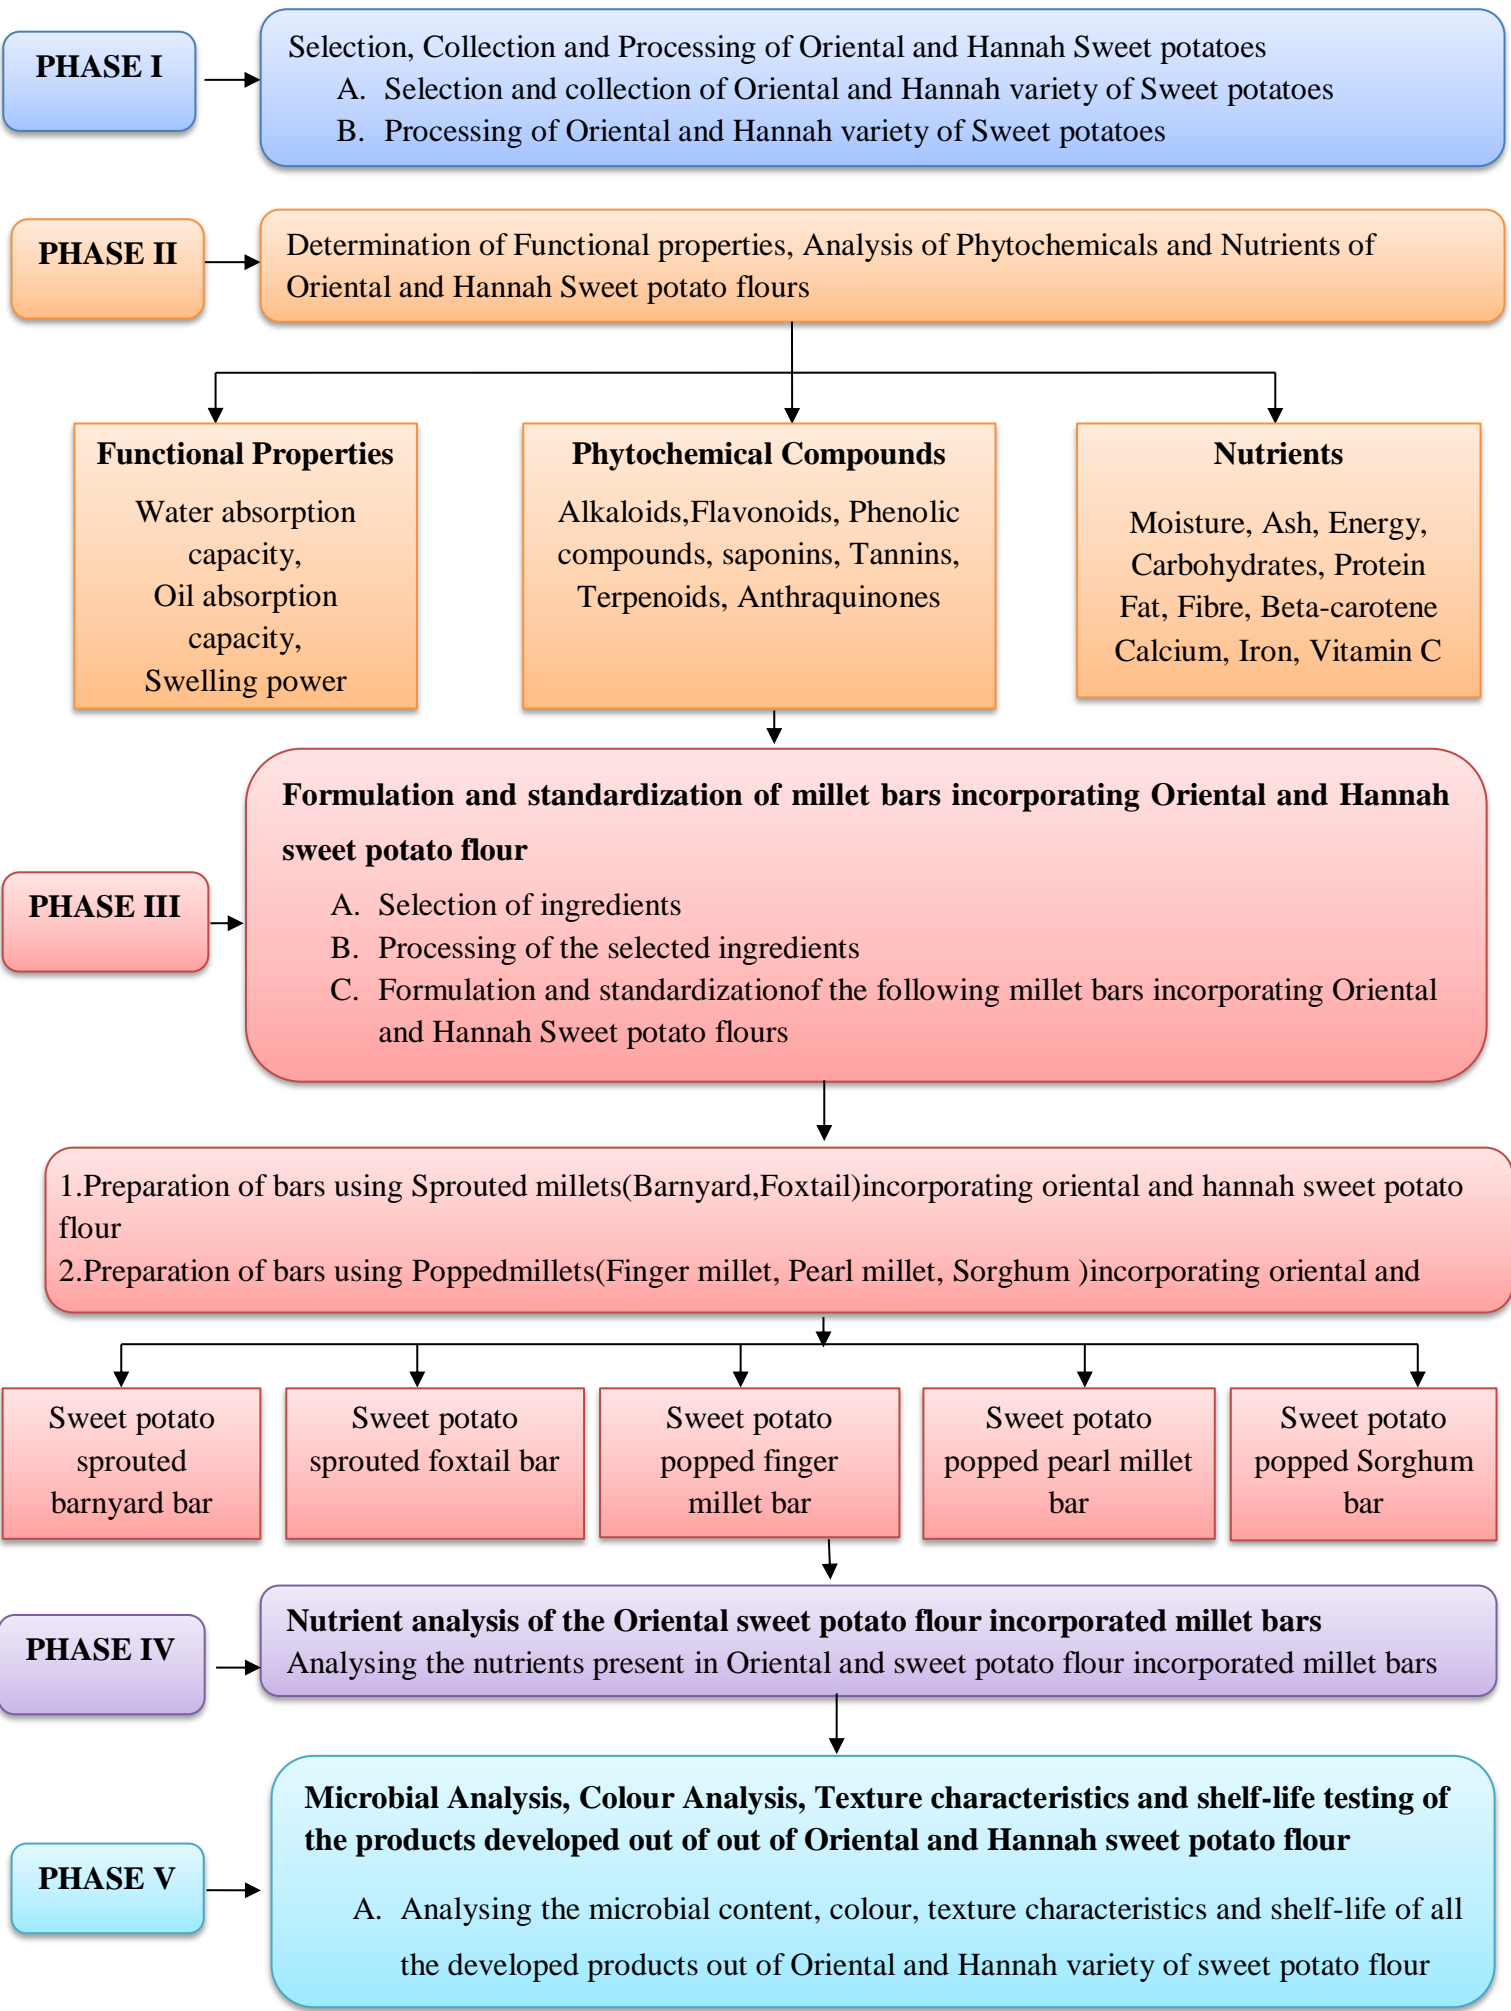 PHASE I
Selection, Collection and Processing of Oriental and Hannah Sweet potatoes
A. Selection and collection of Oriental and Hannah variety of Sweet potatoes
B. Processing of Oriental and Hannah variety of Sweet potatoes
PHASE II
Determination of Functional properties, Analysis of Phytochemicals and Nutrients of
Oriental and Hannah Sweet potato flours
Functional Properties
Water absorption
capacity,
Oil absorption
capacity,
Swelling power
Phytochemical Compounds
Alkaloids,Flavonoids, Phenolic
compounds, saponins, Tannins,
Terpenoids, Anthraquinones
Nutrients
Moisture, Ash, Energy,
Carbohydrates, Protein
Fat, Fibre, Beta-carotene
Calcium, Iron, Vitamin C
PHASE III
Formulation and standardization of millet bars incorporating Oriental and Hannah
sweet potato flour
A. Selection of ingredients
B. Processing of the selected ingredients
C. Formulation and standardizationof the following millet bars incorporating Oriental
and Hannah Sweet potato flours
1.Preparation of bars using Sprouted millets(Barnyard,Foxtail)incorporating oriental and hannah sweet potato
flour
2.Preparation of bars using Poppedmillets(Finger millet, Pearl millet, Sorghum )incorporating oriental and
Sweet potato
sprouted
barnyard bar
Sweet potato
sprouted foxtail bar
Sweet potato
popped finger
millet bar
Sweet potato
popped pearl millet
bar
Sweet potato
popped Sorghum
bar
PHASE IV
Nutrient analysis of the Oriental sweet potato flour incorporated millet bars
Analysing the nutrients present in Oriental and sweet potato flour incorporated millet bars
PHASE V
Microbial Analysis, Colour Analysis, Texture characteristics and shelf-life testing of
the products developed out of out of Oriental and Hannah sweet potato flour
A. Analysing the microbial content, colour, texture characteristics and shelf-life of all
the developed products out of Oriental and Hannah variety of sweet potato flour